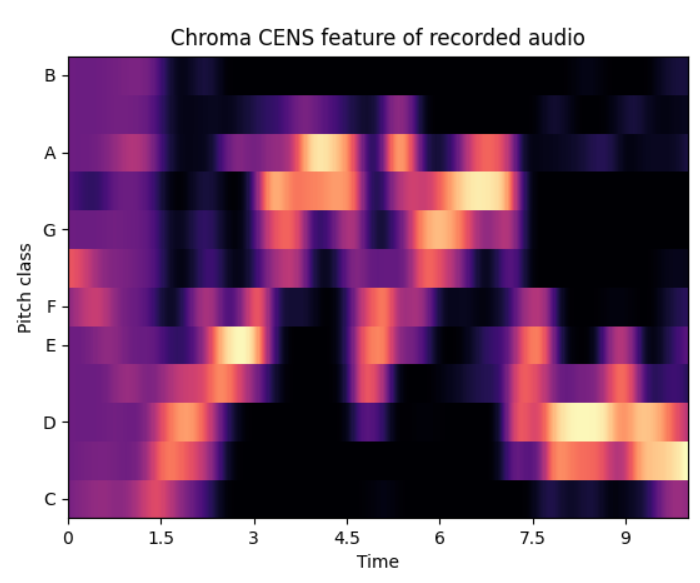 Chroma CENS feature of recorded audio
B
A
G
F
E
D
C
Pitch class
0 1.5 3 4.5 6 7.5 9
Time